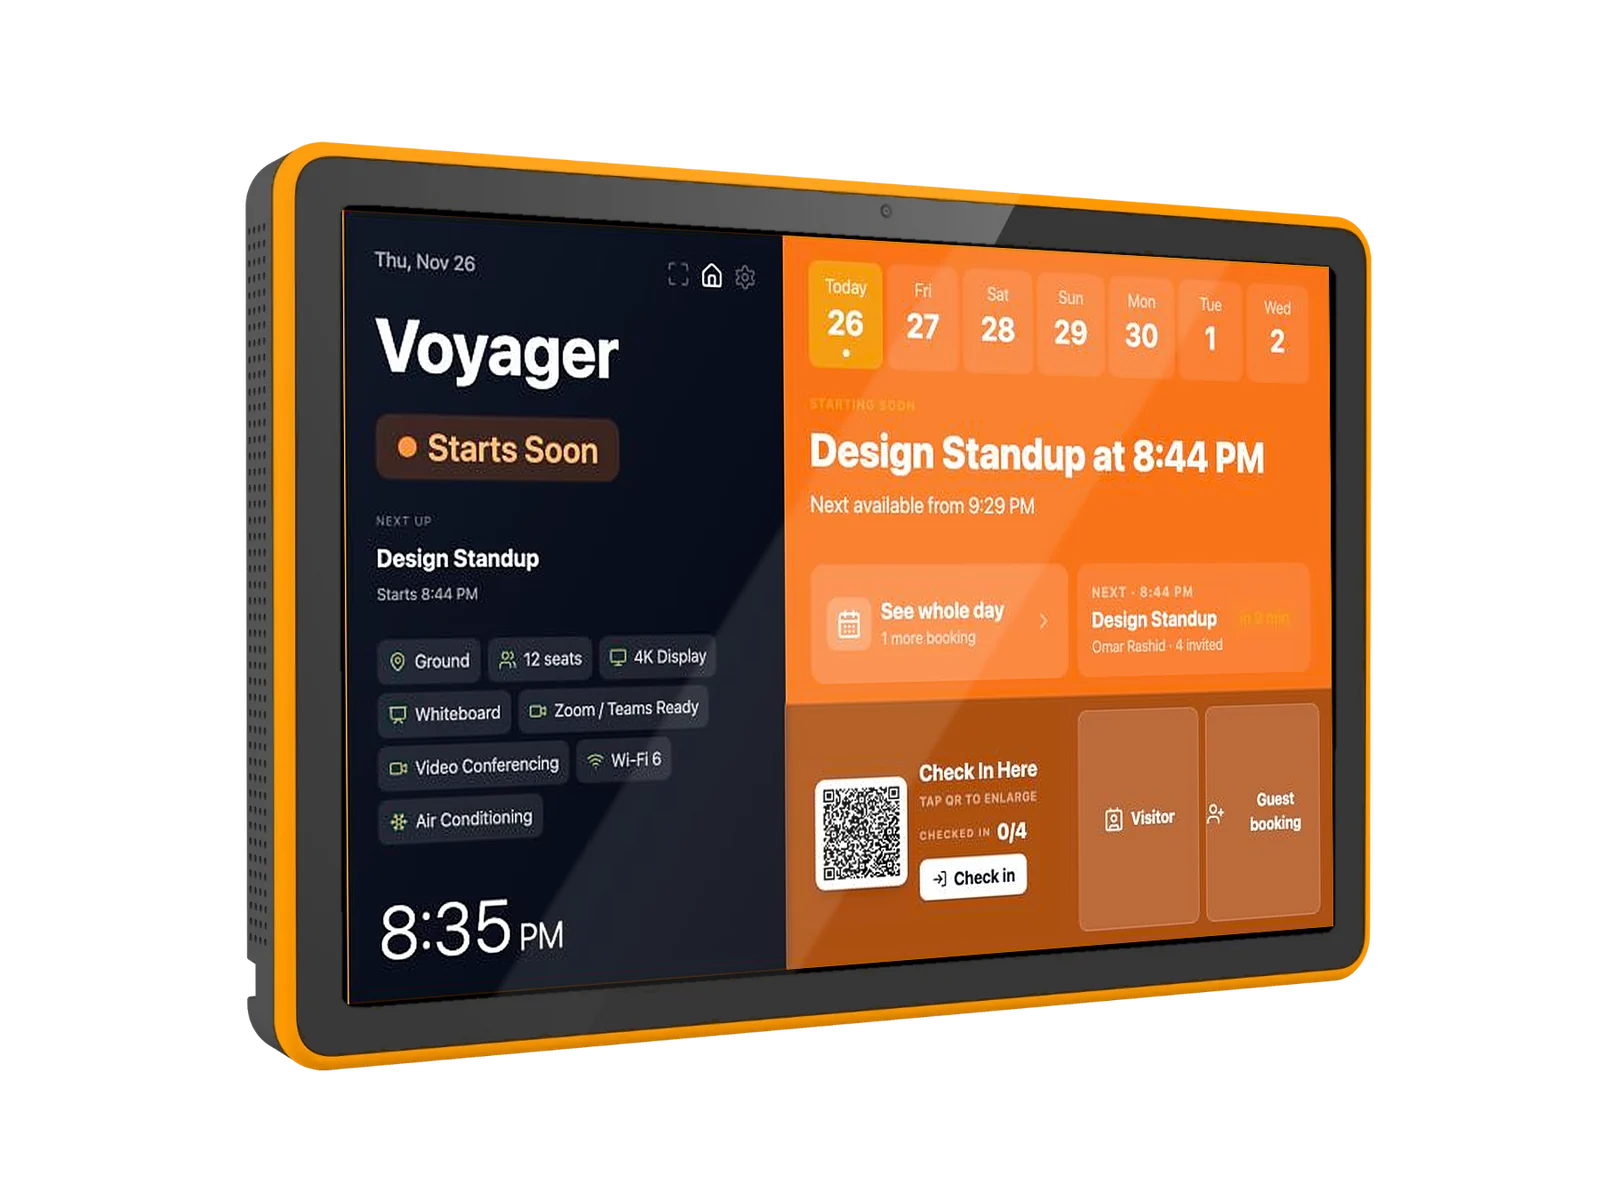 Thu, Nov 26
Voyager
Starts Soon
NEXT UP
Design Standup
Starts 8:44 PM
Ground
12 seats
4K Display
Whiteboard
Zoom / Teams Ready
Video Conferencing
Wi-Fi 6
Air Conditioning
8:35 PM
Today
26
Fri
27
Sat
28
Sun
29
Mon
30
Tue
1
Wed
2
STARTING SOON
Design Standup at 8:44 PM
Next available from 9:29 PM
See whole day
1 more booking
NEXT · 8:44 PM
Design Standup
in 9 min
Omar Rashid · 4 invited
Check In Here
TAP QR TO ENLARGE
CHECKED IN 0/4
Check in
Visitor
Guest
booking